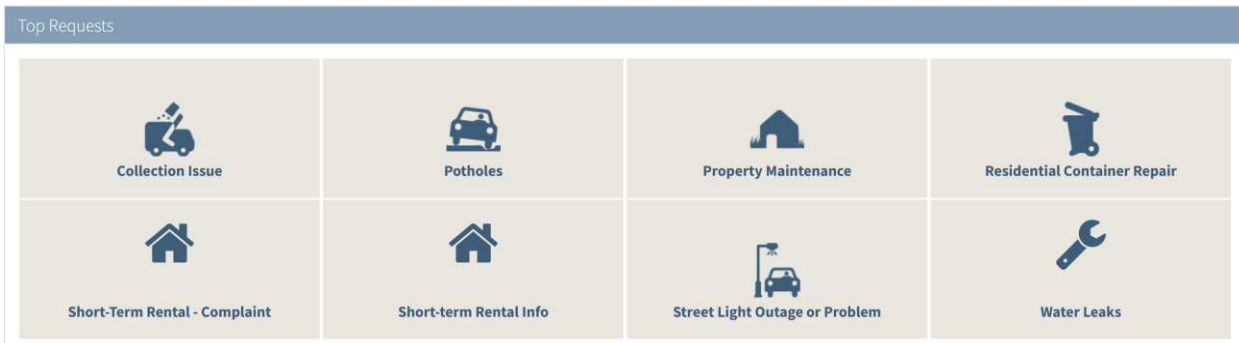 Top Requests
Collection Issue
Potholes
Property Maintenance
Residential Container Repair
Short-Term Rental - Complaint
Short-term Rental Info
Street Light Outage or Problem
Water Leaks